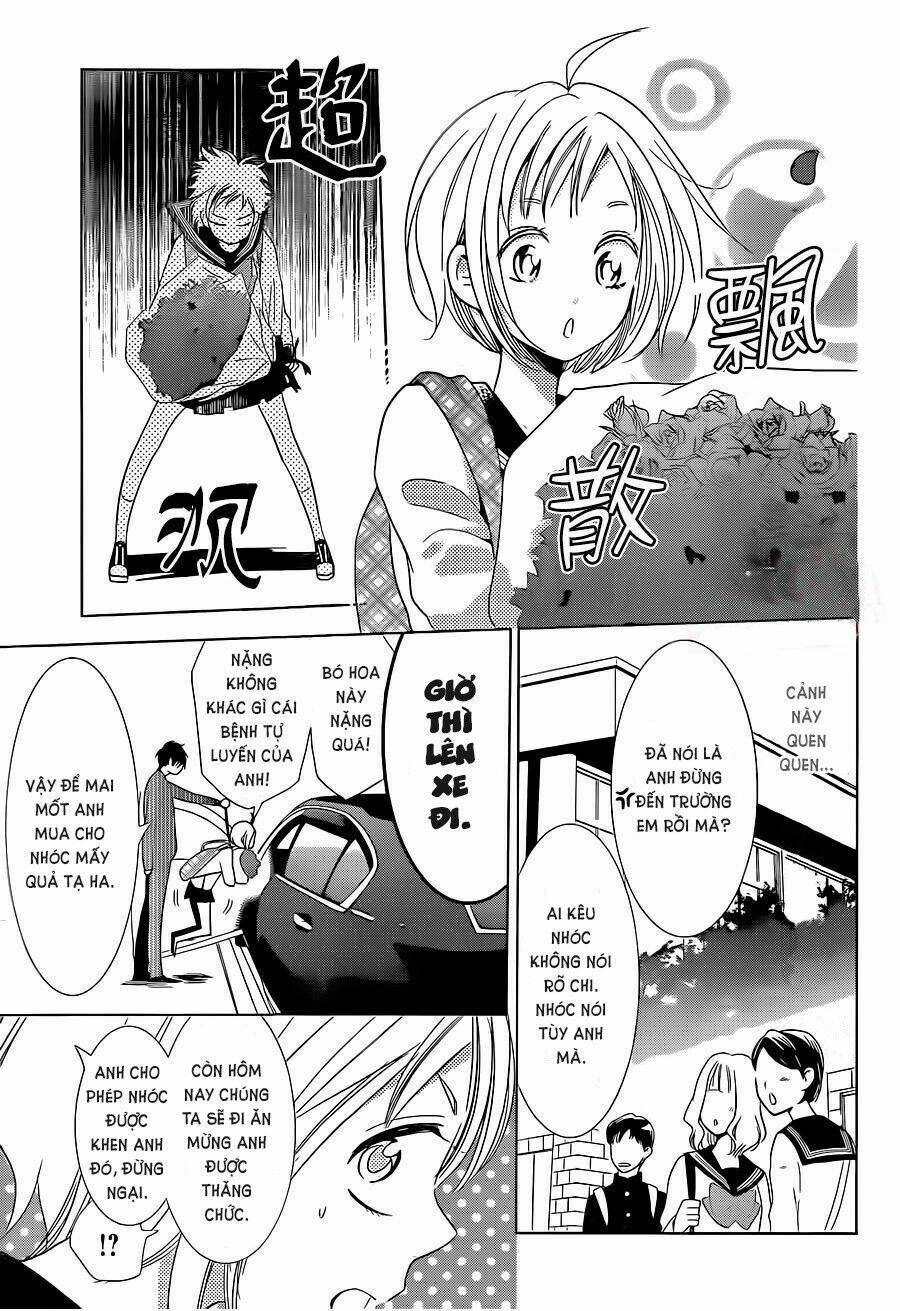 超
沉
飄
散
CẢNH
NÀY
QUEN
QUEN...
ĐÃ NÓI LÀ
ANH ĐỪNG
ĐẾN TRƯỜNG
EM RỒI MÀ?
AI KÊU
NHÓC
KHÔNG NÓI
RÕ CHI.
NHÓC NÓI
TÙY ANH
MÀ.
GIỜ
THÌ
LÊN
XE
ĐI.
BÓ HOA
NÀY
NẶNG
QUÁ!
NẶNG
KHÔNG
KHÁC GÌ CÁI
BỆNH TỰ
LUYẾN CỦA
ANH!
VẬY ĐỂ MAI
MỐT ANH
MUA CHO
NHÓC MẤY
QUẢ TẠ HA.
CÒN HÔM
NAY CHÚNG
TA SẼ ĐI ĂN
MỪNG ANH
ĐƯỢC
THĂNG
CHỨC.
ANH CHO
PHÉP NHÓC
ĐƯỢC
KHEN ANH
ĐÓ, ĐỪNG
NGẠI.
!?